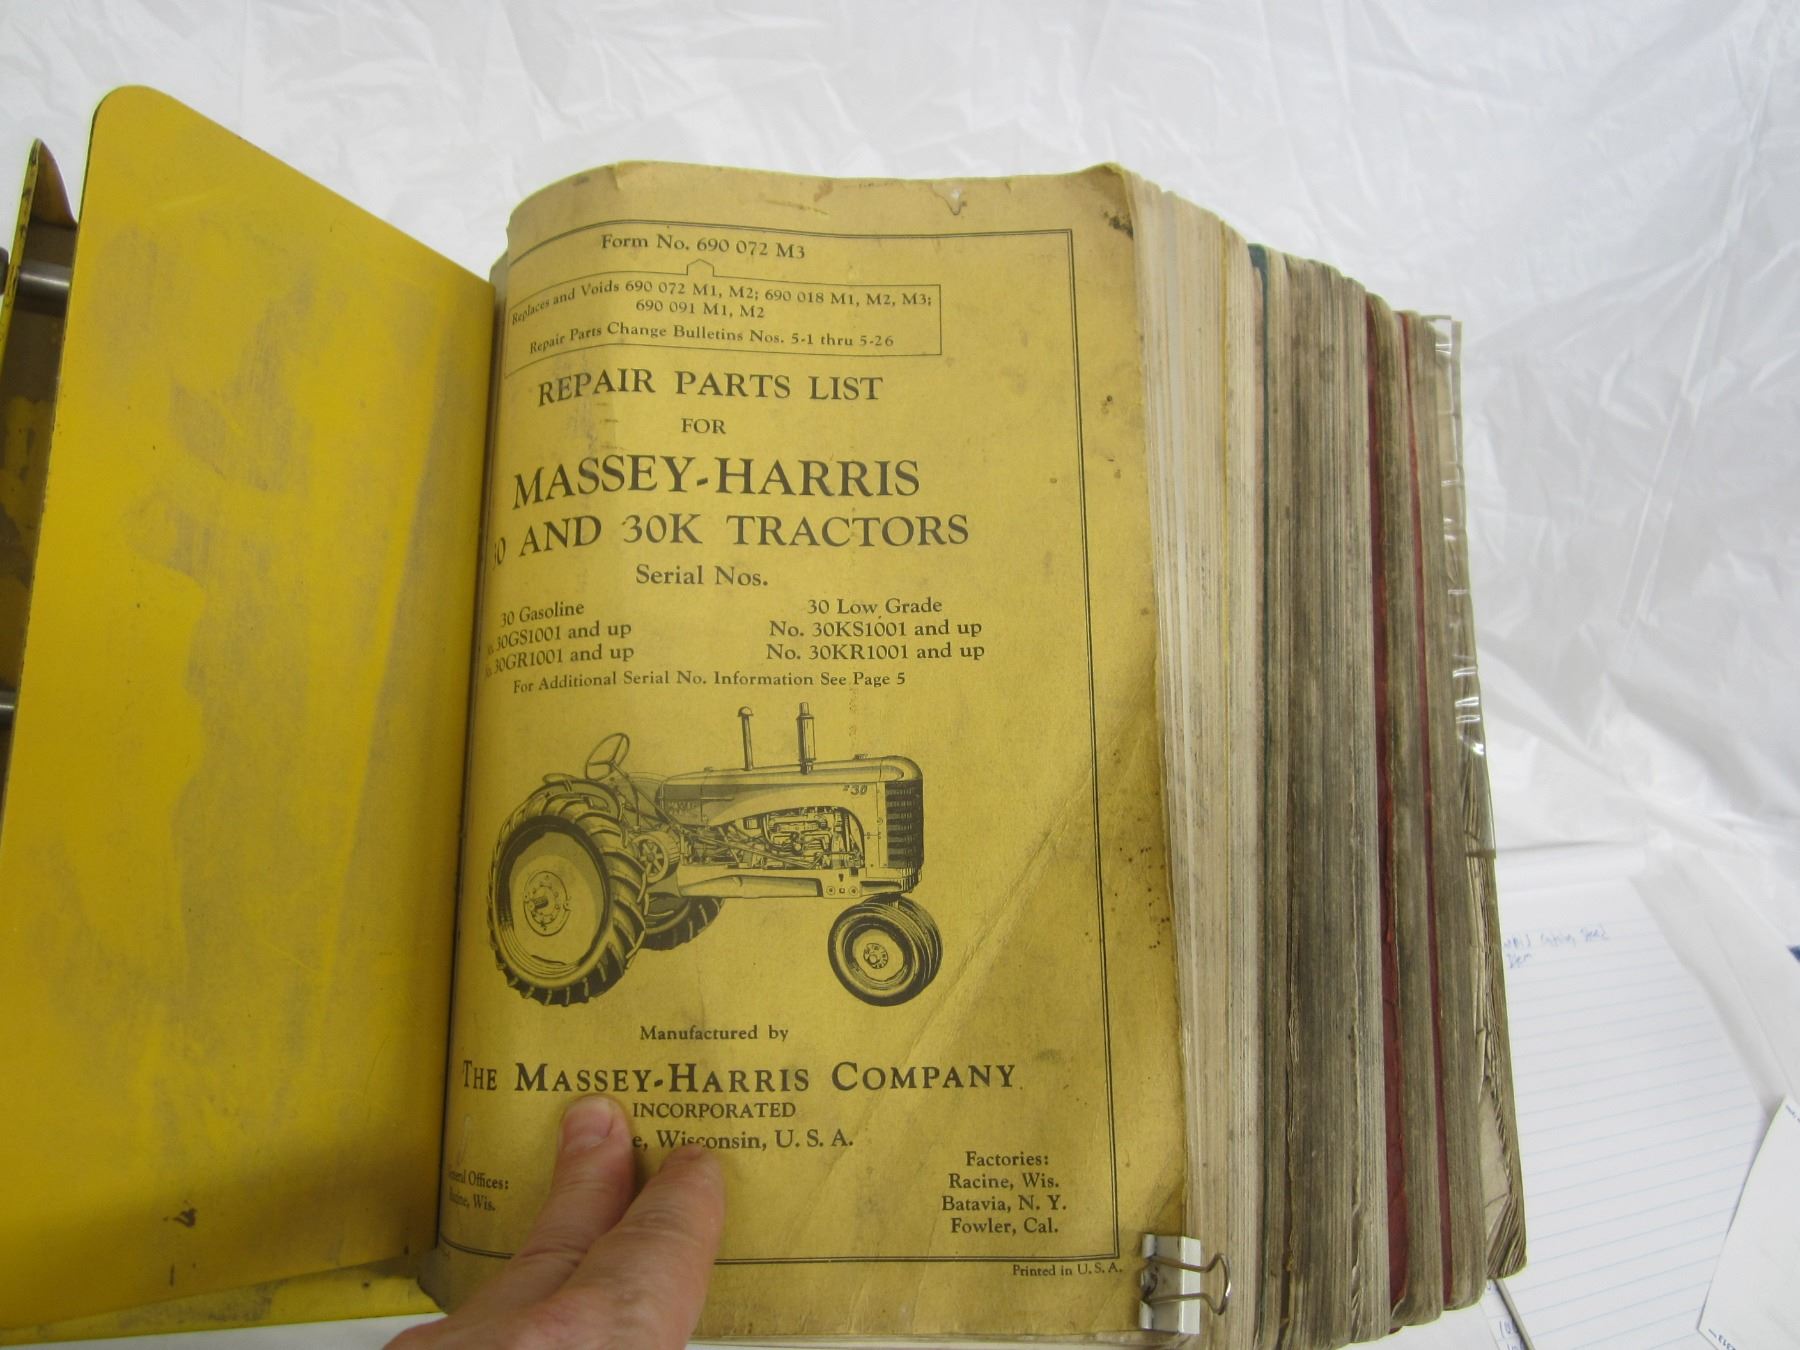 Form No. 690 072 M3
Replaces and Voids 690 072 M1, M2; 690 018 M1, M2, M3;
690 091 M1, M2
Repair Parts Change Bulletins Nos. 5-1 thru 5-26
REPAIR PARTS LIST
FOR
MASSEY-HARRIS
30 AND 30K TRACTORS
Serial Nos.
30 Gasoline
30GS1001 and up
30GR1001 and up
30 Low Grade
No. 30KS1001 and up
No. 30KR1001 and up
For Additional Serial No. Information See Page 5
30
Manufactured by
THE MASSEY-HARRIS COMPANY
INCORPORATED
Wisconsin, U. S. A.
Offices:
Wis.
Factories:
Racine, Wis.
Batavia, N. Y.
Fowler, Cal.
Printed in U. S. A.